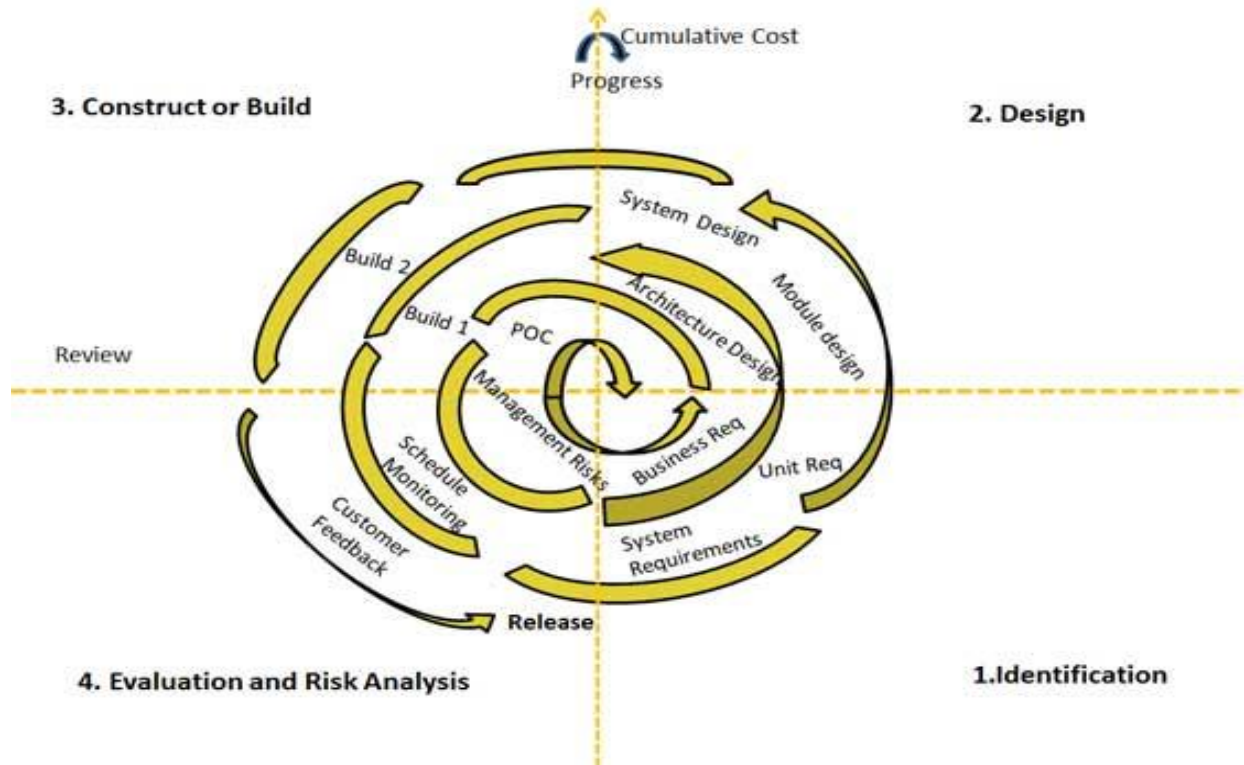 Cumulative Cost
Progress
3. Construct or Build
2. Design
System Design
Module design
Architecture Design
Build 2
Build 1
POC
Review
Management Risks
Business Req
Unit Req
Schedule
Monitoring
System
Requirements
Customer
Feedback
Release
4. Evaluation and Risk Analysis
1.Identification